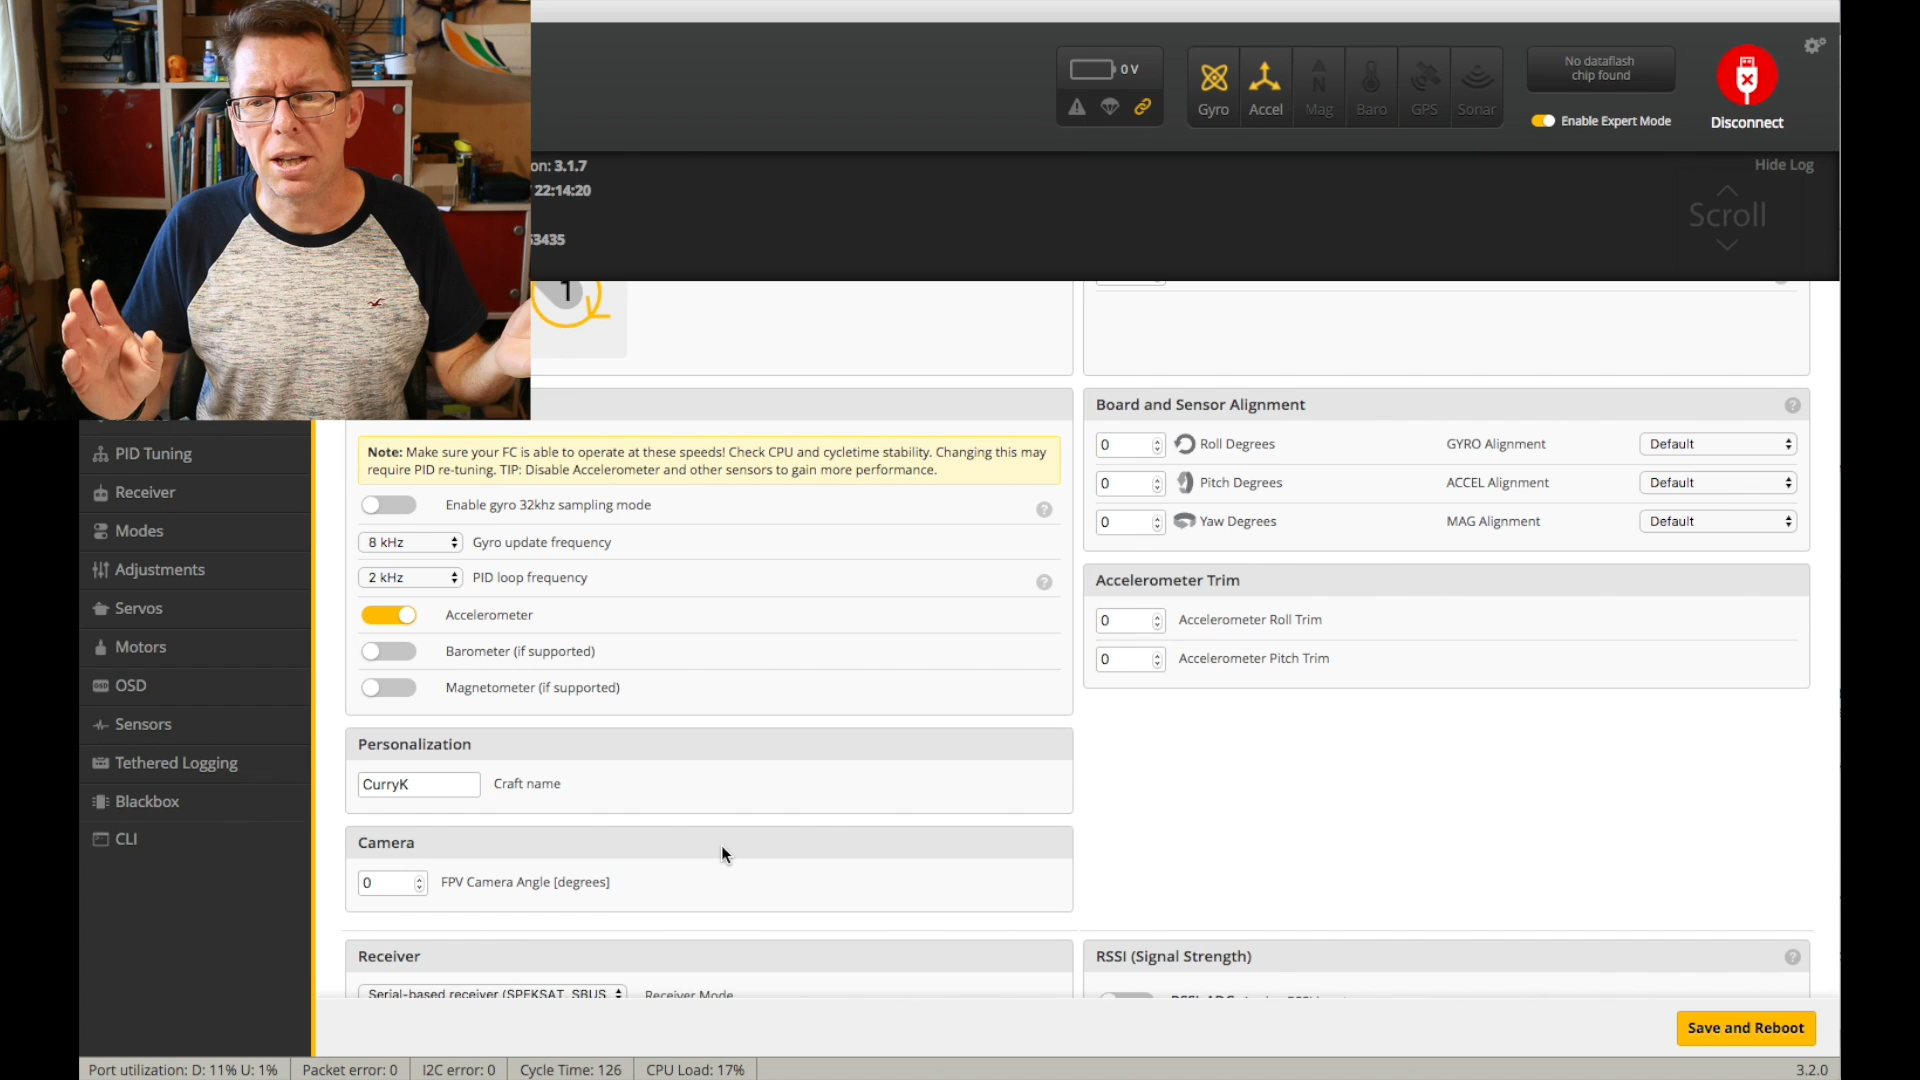 0 V
Gyro
Accel
Mag
Baro
GPS
Sonar
No dataflash
chip found
Enable Expert Mode
Disconnect
on: 3.1.7
22:14:20
53435
Hide Log
Scroll
1
PID Tuning
Receiver
Modes
Adjustments
Servos
Motors
OSD
Sensors
Tethered Logging
Blackbox
CLI
Note: Make sure your FC is able to operate at these speeds! Check CPU and cycletime stability. Changing this may
require PID re-tuning. TIP: Disable Accelerometer and other sensors to gain more performance.
Enable gyro 32khz sampling mode
8 kHz Gyro update frequency
2 kHz PID loop frequency
Accelerometer
Barometer (if supported)
Magnetometer (if supported)
Personalization
CurryK Craft name
Camera
0 FPV Camera Angle [degrees]
Receiver
Serial-based receiver (SPEKSAT, SBUS, Receiver Mode
Board and Sensor Alignment
0 Roll Degrees GYRO Alignment Default
0 Pitch Degrees ACCEL Alignment Default
0 Yaw Degrees MAG Alignment Default
Accelerometer Trim
0 Accelerometer Roll Trim
0 Accelerometer Pitch Trim
RSSI (Signal Strength)
Save and Reboot
Port utilization: D: 11% U: 1%
Packet error: 0
I2C error: 0
Cycle Time: 126
CPU Load: 17%
3.2.0